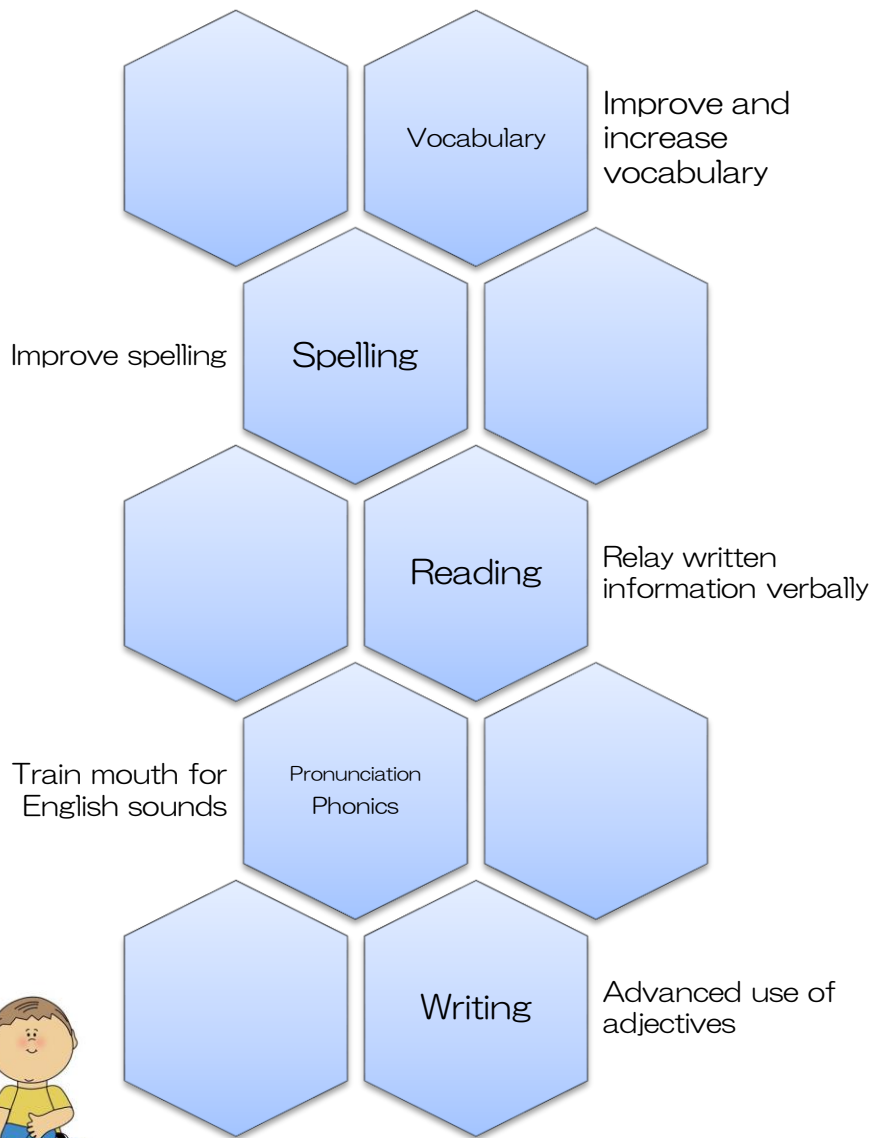 Vocabulary
Improve and
increase
vocabulary
Improve spelling
Spelling
Reading
Relay written
information verbally
Train mouth for
English sounds
Pronunciation
Phonics
Writing
Advanced use of
adjectives